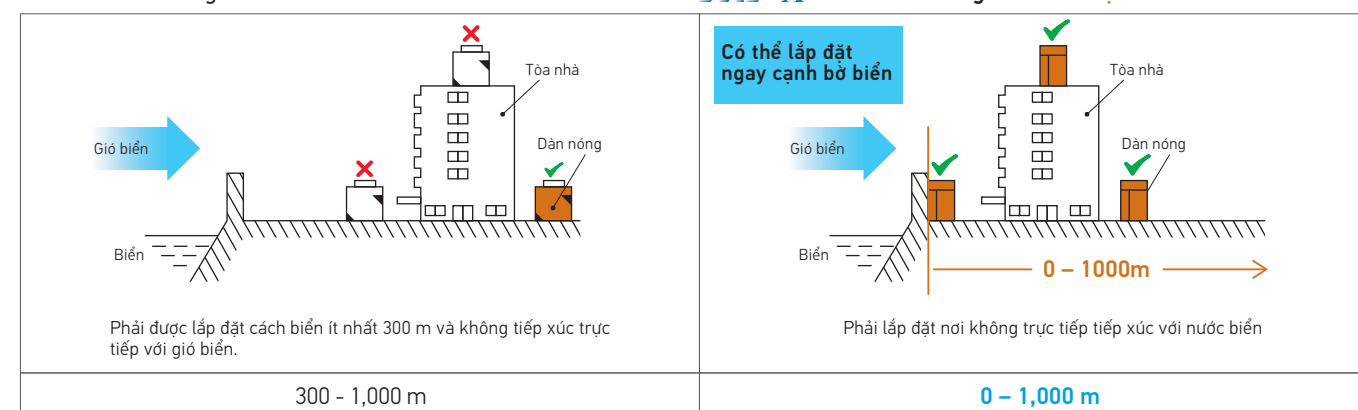 Tòa nhà
Gió biển
Dàn nóng
Biển
Phải được lắp đặt cách biển ít nhất 300 m và không tiếp xúc trực
tiếp với gió biển.
300 - 1,000 m
Có thể lắp đặt
ngay cạnh bờ biển
Tòa nhà
Gió biển
Dàn nóng
Biển
0 – 1000m
Phải lắp đặt nơi không trực tiếp tiếp xúc với nước biển
0 – 1,000 m